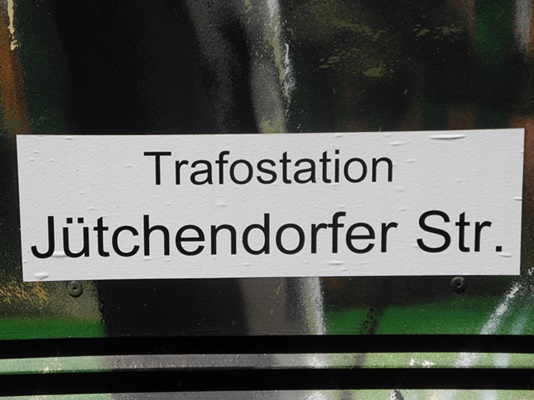 Trafostation
Jütchendorfer Str.